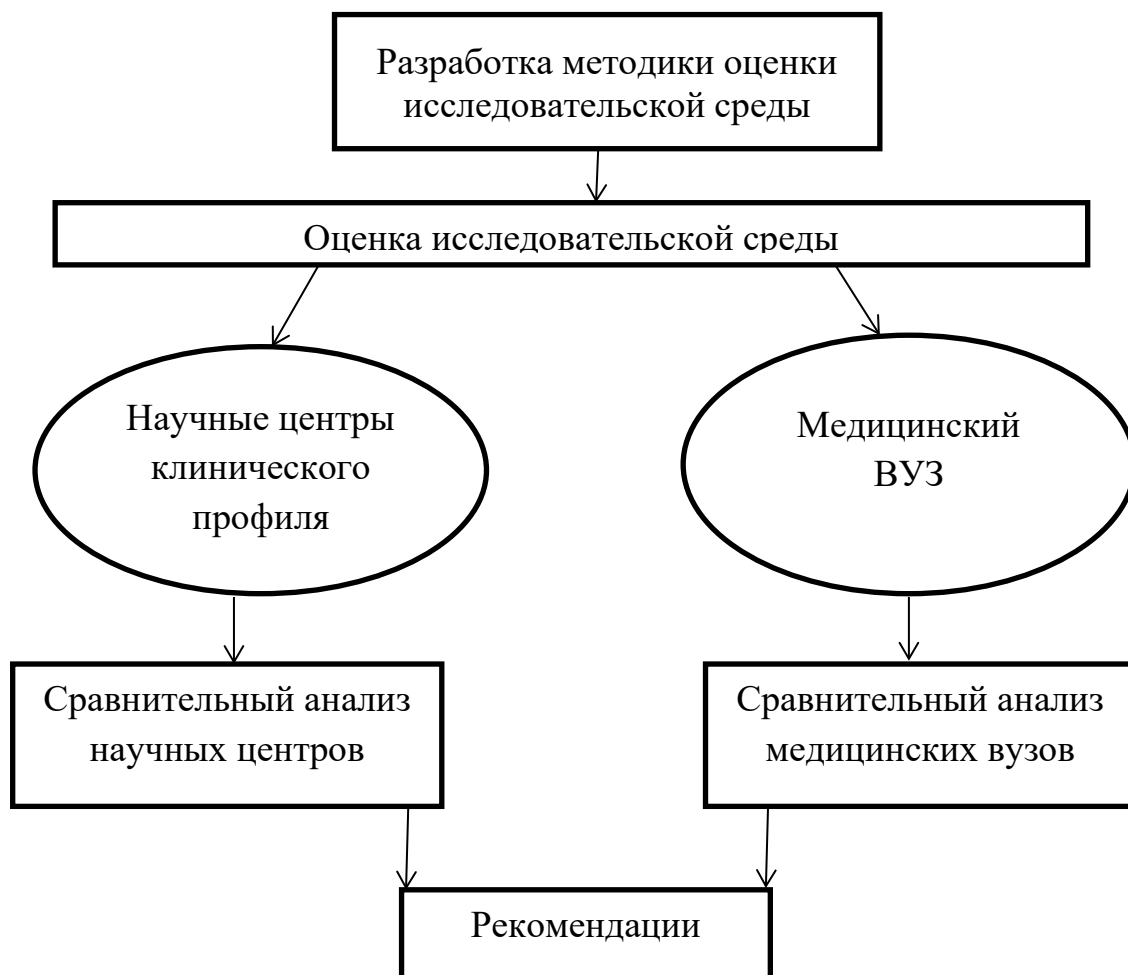 Разработка методики оценки
исследовательской среды
Оценка исследовательской среды
Научные центры
клинического
профиля
Медицинский
ВУЗ
Сравнительный анализ
научных центров
Сравнительный анализ
медицинских вузов
Рекомендации